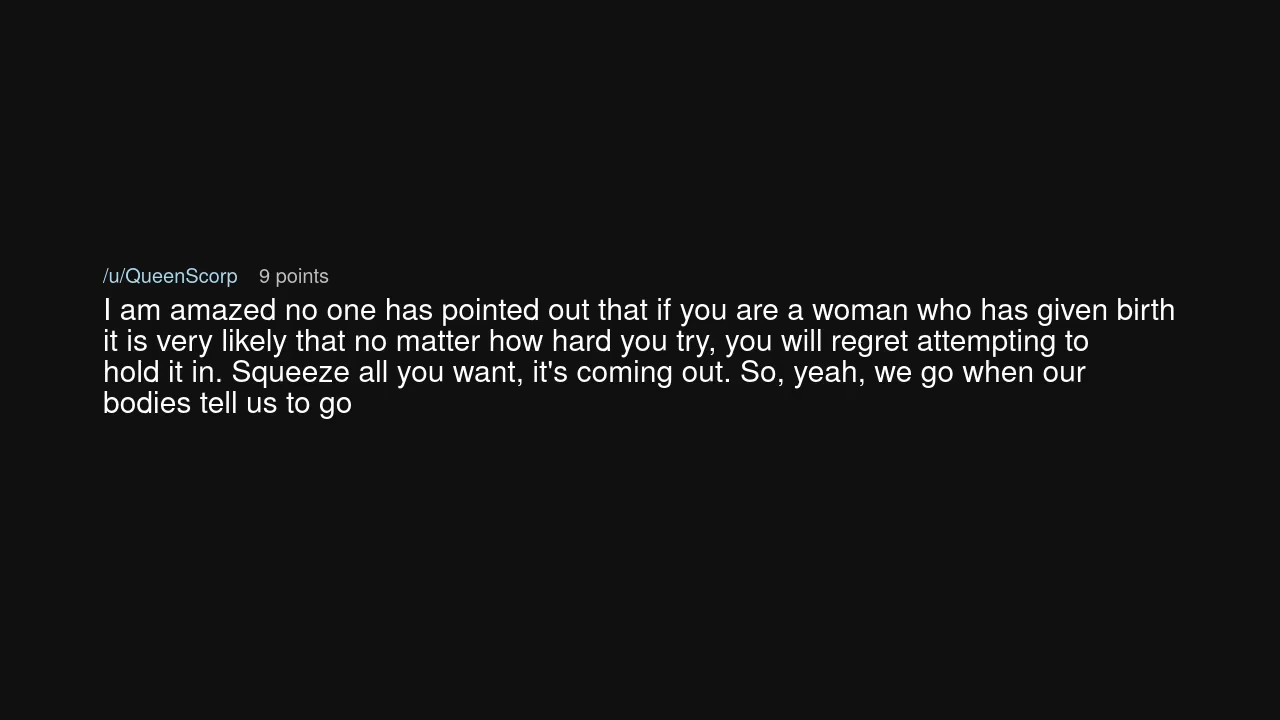 /u/QueenScorp 9 points
I am amazed no one has pointed out that if you are a woman who has given birth
it is very likely that no matter how hard you try, you will regret attempting to
hold it in. Squeeze all you want, it's coming out. So, yeah, we go when our
bodies tell us to go